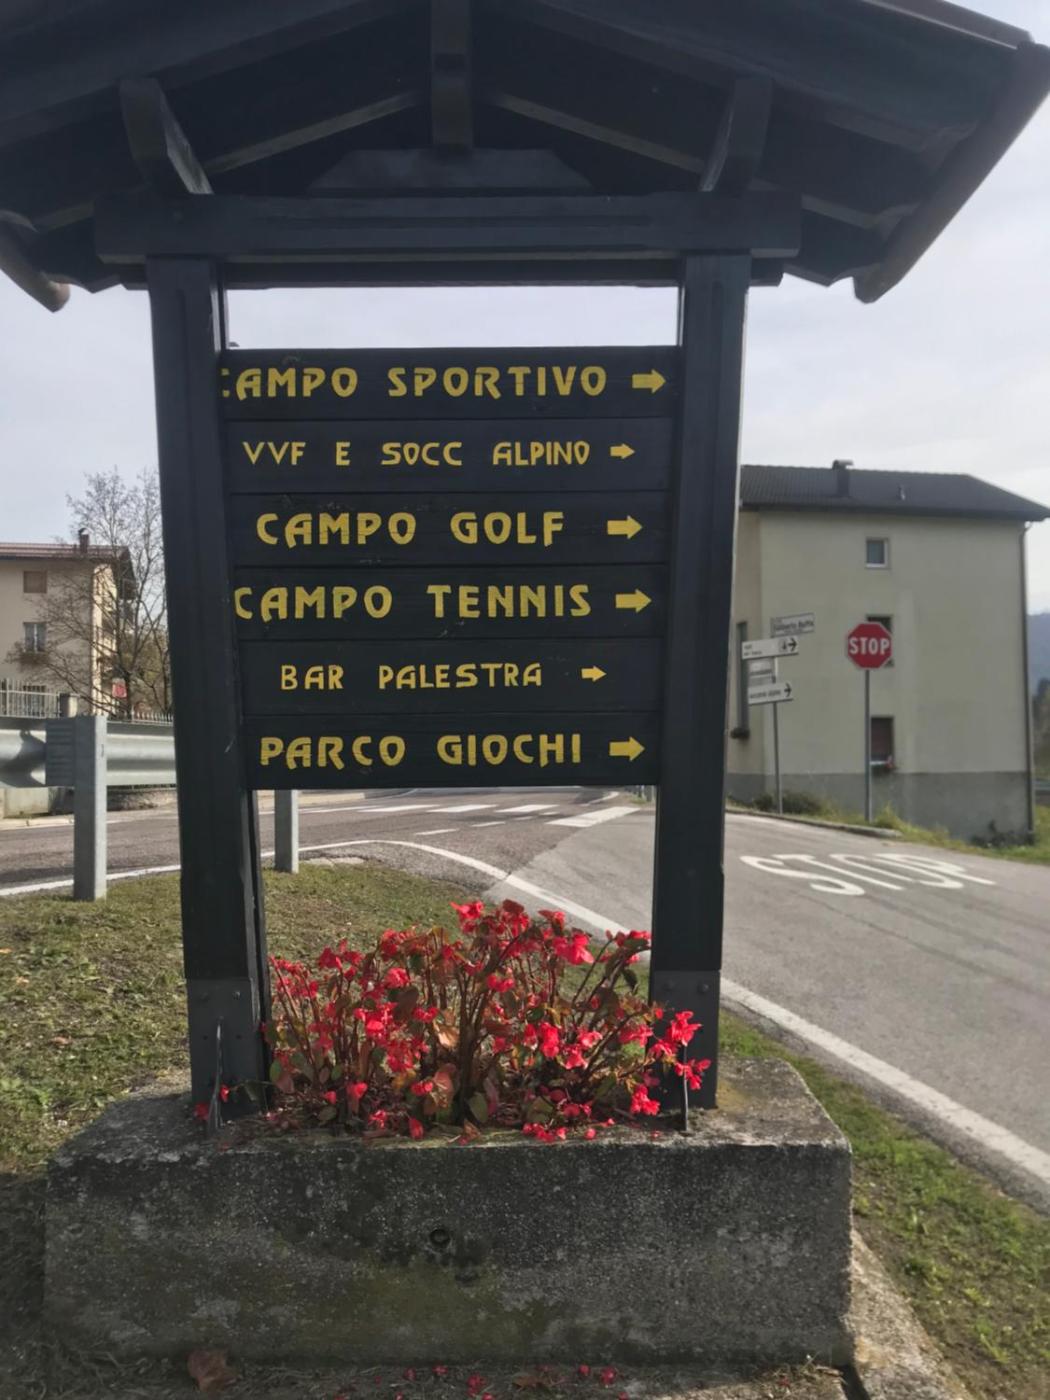 CAMPO SPORTIVO
VVF E SOCC ALPINO
CAMPO GOLF
CAMPO TENNIS
BAR PALESTRA
PARCO GIOCHI
STOP
STOP